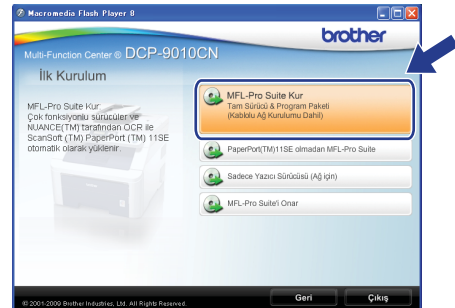 Macromedia Flash Player 8
brother
Multi-Function Center ® DCP-9010CN
İlk Kurulum
MFL-Pro Suite Kur:
Çok fonksiyonlu sürücüler ve
NUANCE(TM) tarafından OCR ile
ScanSoft (TM) PaperPort (TM) 11SE
otomatik olarak yüklenir.
MFL-Pro Suite Kur
Tam Sürücü & Program Paketi
(Kablolu Ağ Kurulumu Dahil)
PaperPort(TM)11SE olmadan MFL-Pro Suite
Sadece Yazıcı Sürücüsü (Ağ için)
MFL-Pro Suite'i Onar
© 2001-2009 Brother Industries, Ltd. All Rights Reserved.
Geri
Çıkış